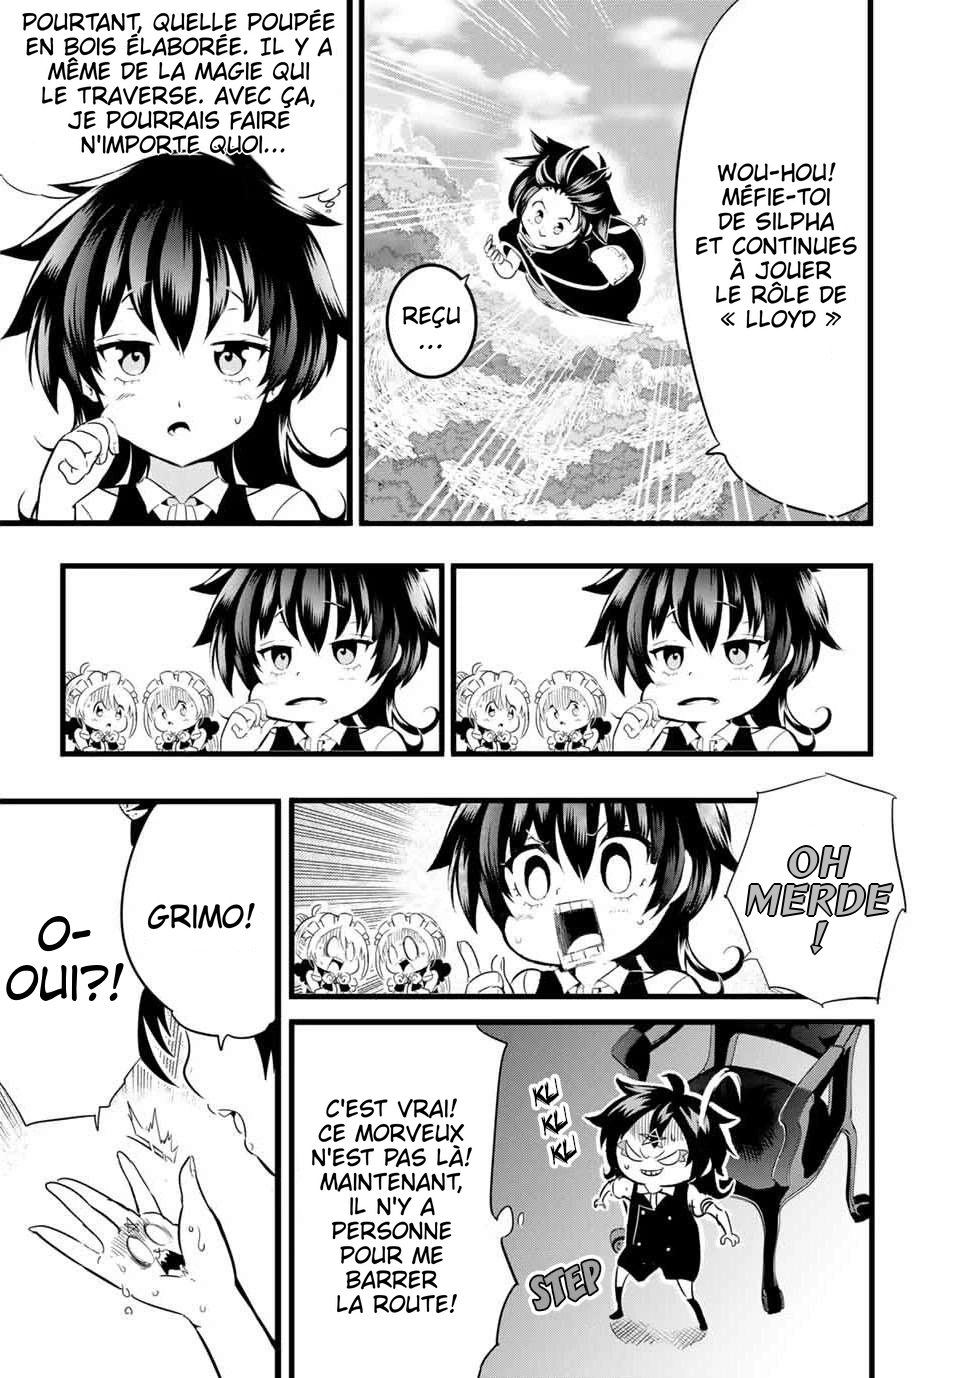 WOU-HOU!
MÉFIE-TOI
DE SILPHA
ET CONTINUES
À JOUER
LE RÔLE DE
« LLOYD »
REÇU
...
POURTANT, QUELLE POUPÉE
EN BOIS ÉLABORÉE. IL Y A
MÊME DE LA MAGIE QUI
LE TRAVERSE. AVEC ÇA,
JE POURRAIS FAIRE
N'IMPORTE QUOI...
OH
MERDE
!
GRIMO!
O-
OUI?!
KU
KU
KU
STEP
C'EST VRAI!
CE MORVEUX
N'EST PAS LÀ!
MAINTENANT,
IL N'Y A
PERSONNE
POUR ME
BARRER
LA ROUTE!